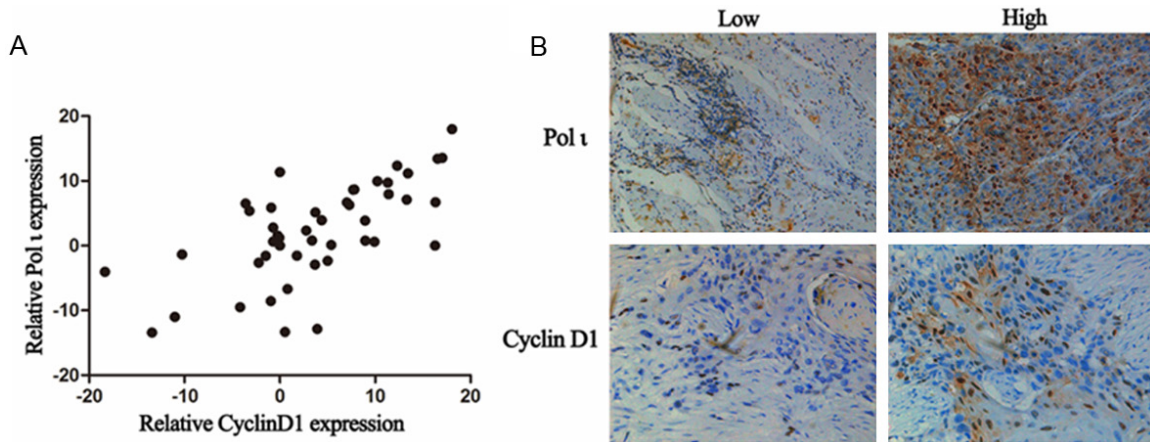 A
Relative Pol ι expression
20
10
0
-10
-20
-20
-10
0
10
20
Relative CyclinD1 expression
B
Low
High
Pol ι
Cyclin D1